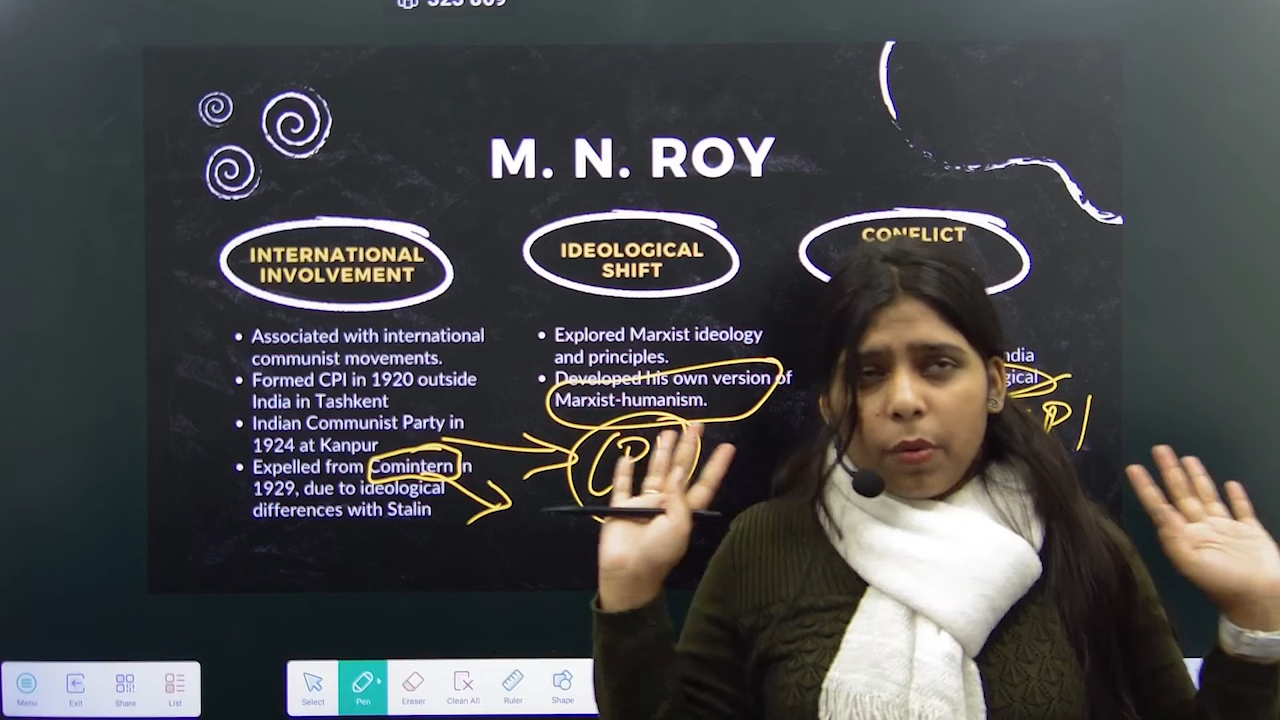 M. N. ROY
INTERNATIONAL
INVOLVEMENT
• Associated with international
communist movements.
• Formed CPI in 1920 outside
India in Tashkent
• Indian Communist Party in
1924 at Kanpur
• Expelled from Comintern in
1929, due to ideological
differences with Stalin
IDEOLOGICAL
SHIFT
• Explored Marxist ideology
and principles.
• Developed his own version of
Marxist-humanism.
CONFLICT
Menu
Exit
Share
List
Select
Pen
Eraser
Clean All
Ruler
Shape